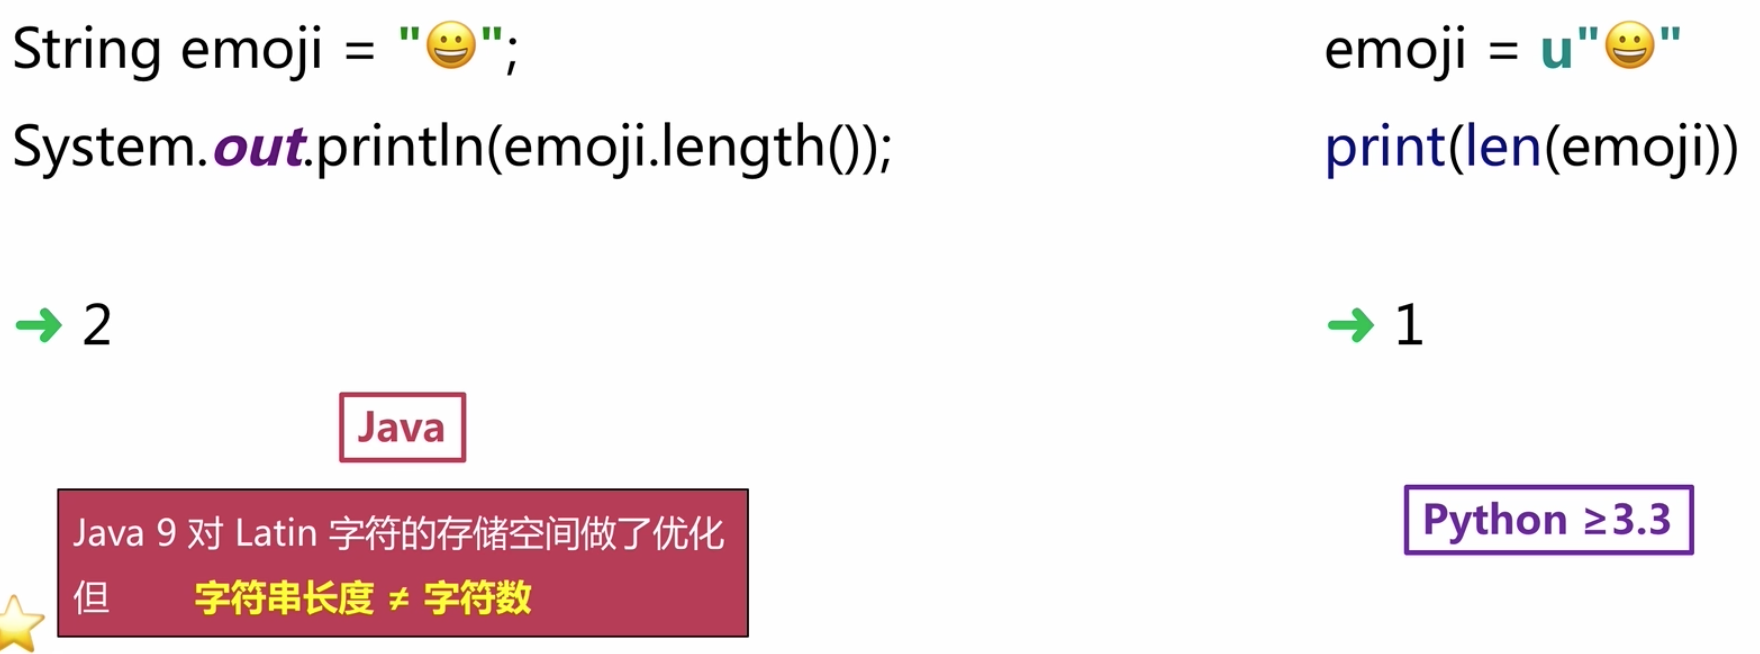 String emoji = "😀";
System.out.println(emoji.length());
➜ 2
Java
Java 9 对 Latin 字符的存储空间做了优化
但 字符串长度 ≠ 字符数
emoji = u"😀"
print(len(emoji))
➜ 1
Python ≥3.3